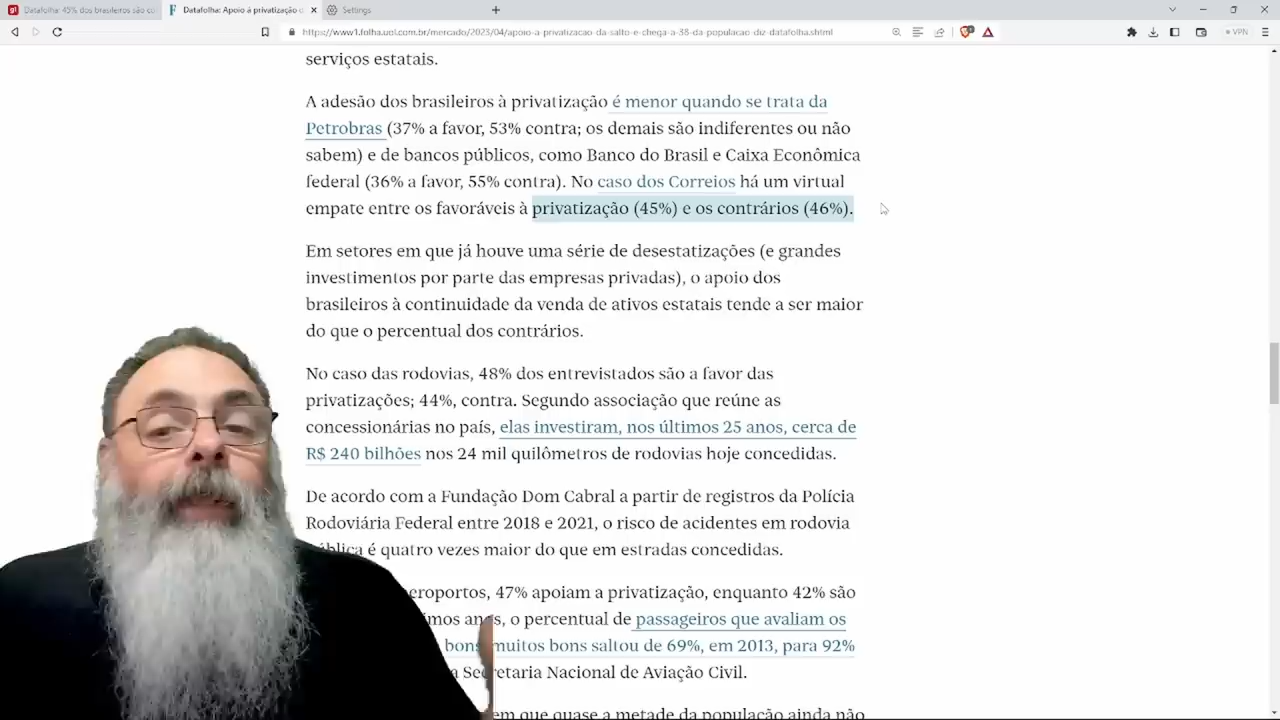 Datafolha: 45% dos brasileiros são co
Datafolha: Apoio à privatização
Settings
https://www1.folha.uol.com.br/mercado/2023/04/apoio-a-privatizacao-da-salto-e-chega-a-38-da-populacao-diz-datafolha.shtml
VPN
serviços estatais.
A adesão dos brasileiros à privatização é menor quando se trata da
Petrobras (37% a favor, 53% contra; os demais são indiferentes ou não
sabem) e de bancos públicos, como Banco do Brasil e Caixa Econômica
federal (36% a favor, 55% contra). No caso dos Correios há um virtual
empate entre os favoráveis à privatização (45%) e os contrários (46%).
Em setores em que já houve uma série de desestatizações (e grandes
investimentos por parte das empresas privadas), o apoio dos
brasileiros à continuidade da venda de ativos estatais tende a ser maior
do que o percentual dos contrários.
No caso das rodovias, 48% dos entrevistados são a favor das
privatizações; 44%, contra. Segundo associação que reúne as
concessionárias no país, elas investiram, nos últimos 25 anos, cerca de
R$ 240 bilhões nos 24 mil quilômetros de rodovias hoje concedidas.
De acordo com a Fundação Dom Cabral a partir de registros da Polícia
Rodoviária Federal entre 2018 e 2021, o risco de acidentes em rodovia
pública é quatro vezes maior do que em estradas concedidas.
eroportos, 47% apoiam a privatização, enquanto 42% são
imos anos, o percentual de passageiros que avaliam os
bons muitos bons saltou de 69%, em 2013, para 92%
a Secretaria Nacional de Aviação Civil.
em que quase a metade da população ainda não